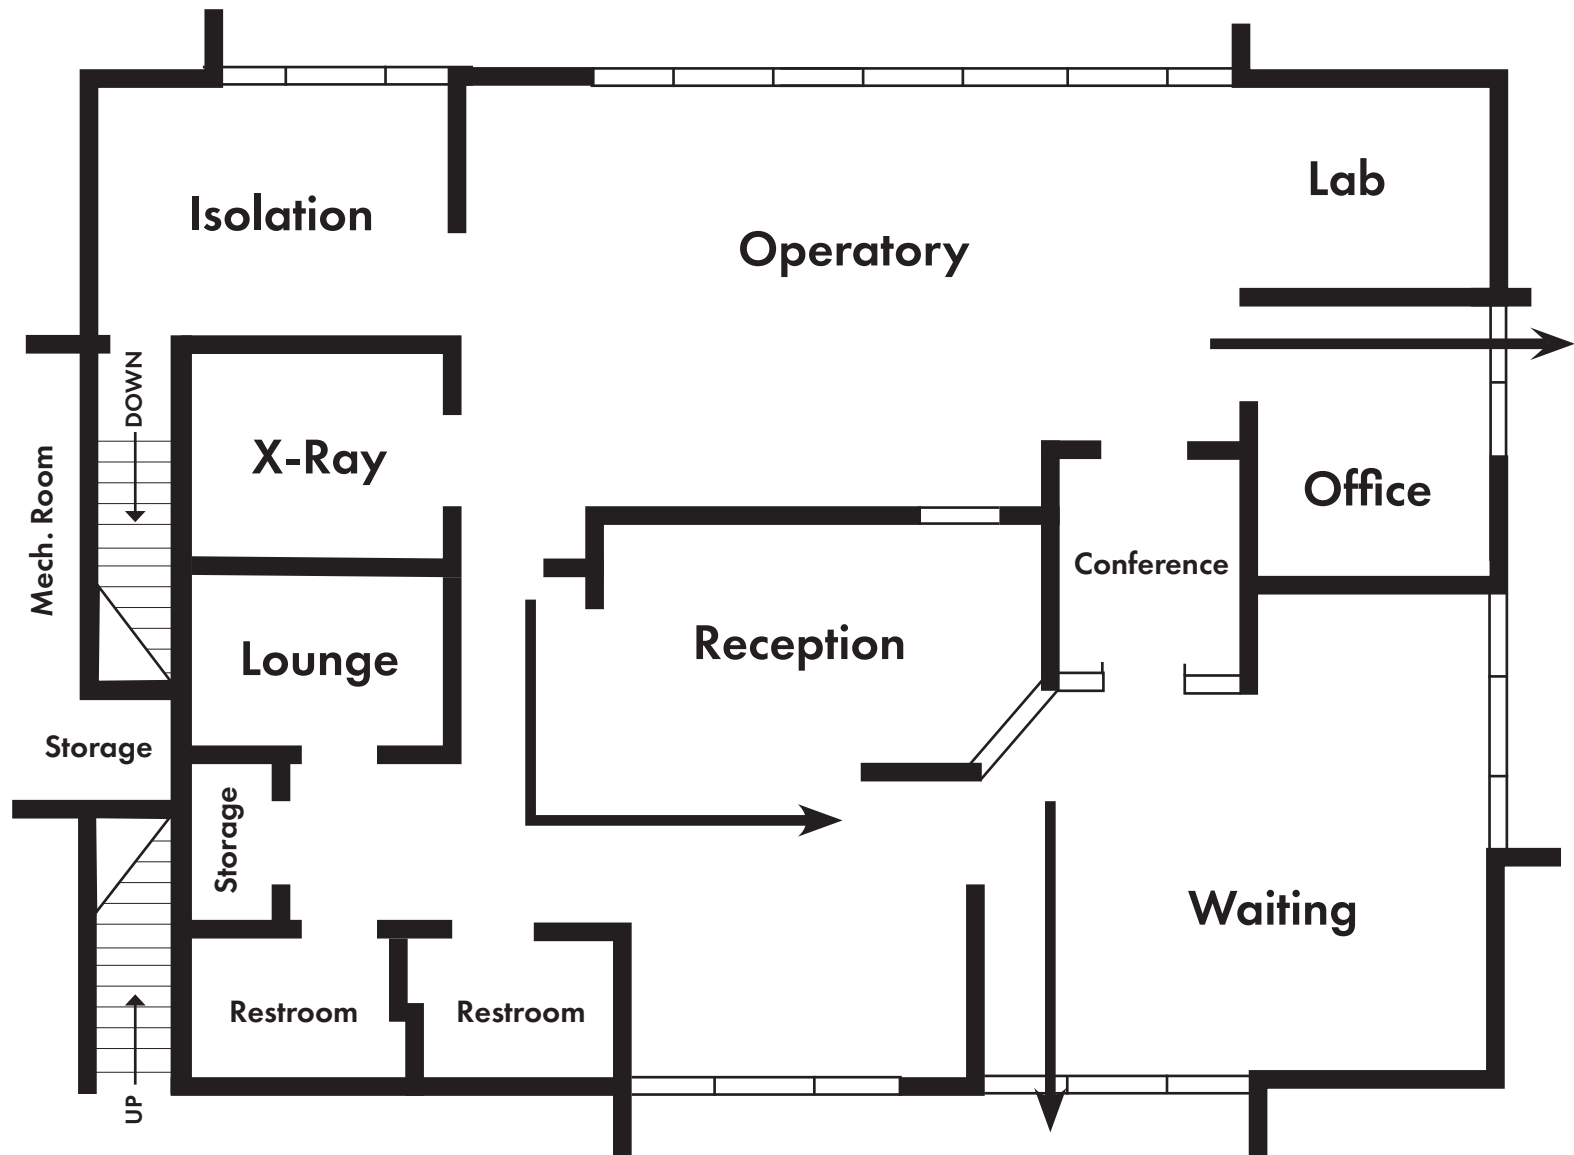 Lab
Isolation
Operatory
DOWN
X-Ray
Office
Mech. Room
Conference
Reception
Lounge
Storage
Storage
Waiting
Restroom
Restroom
UP